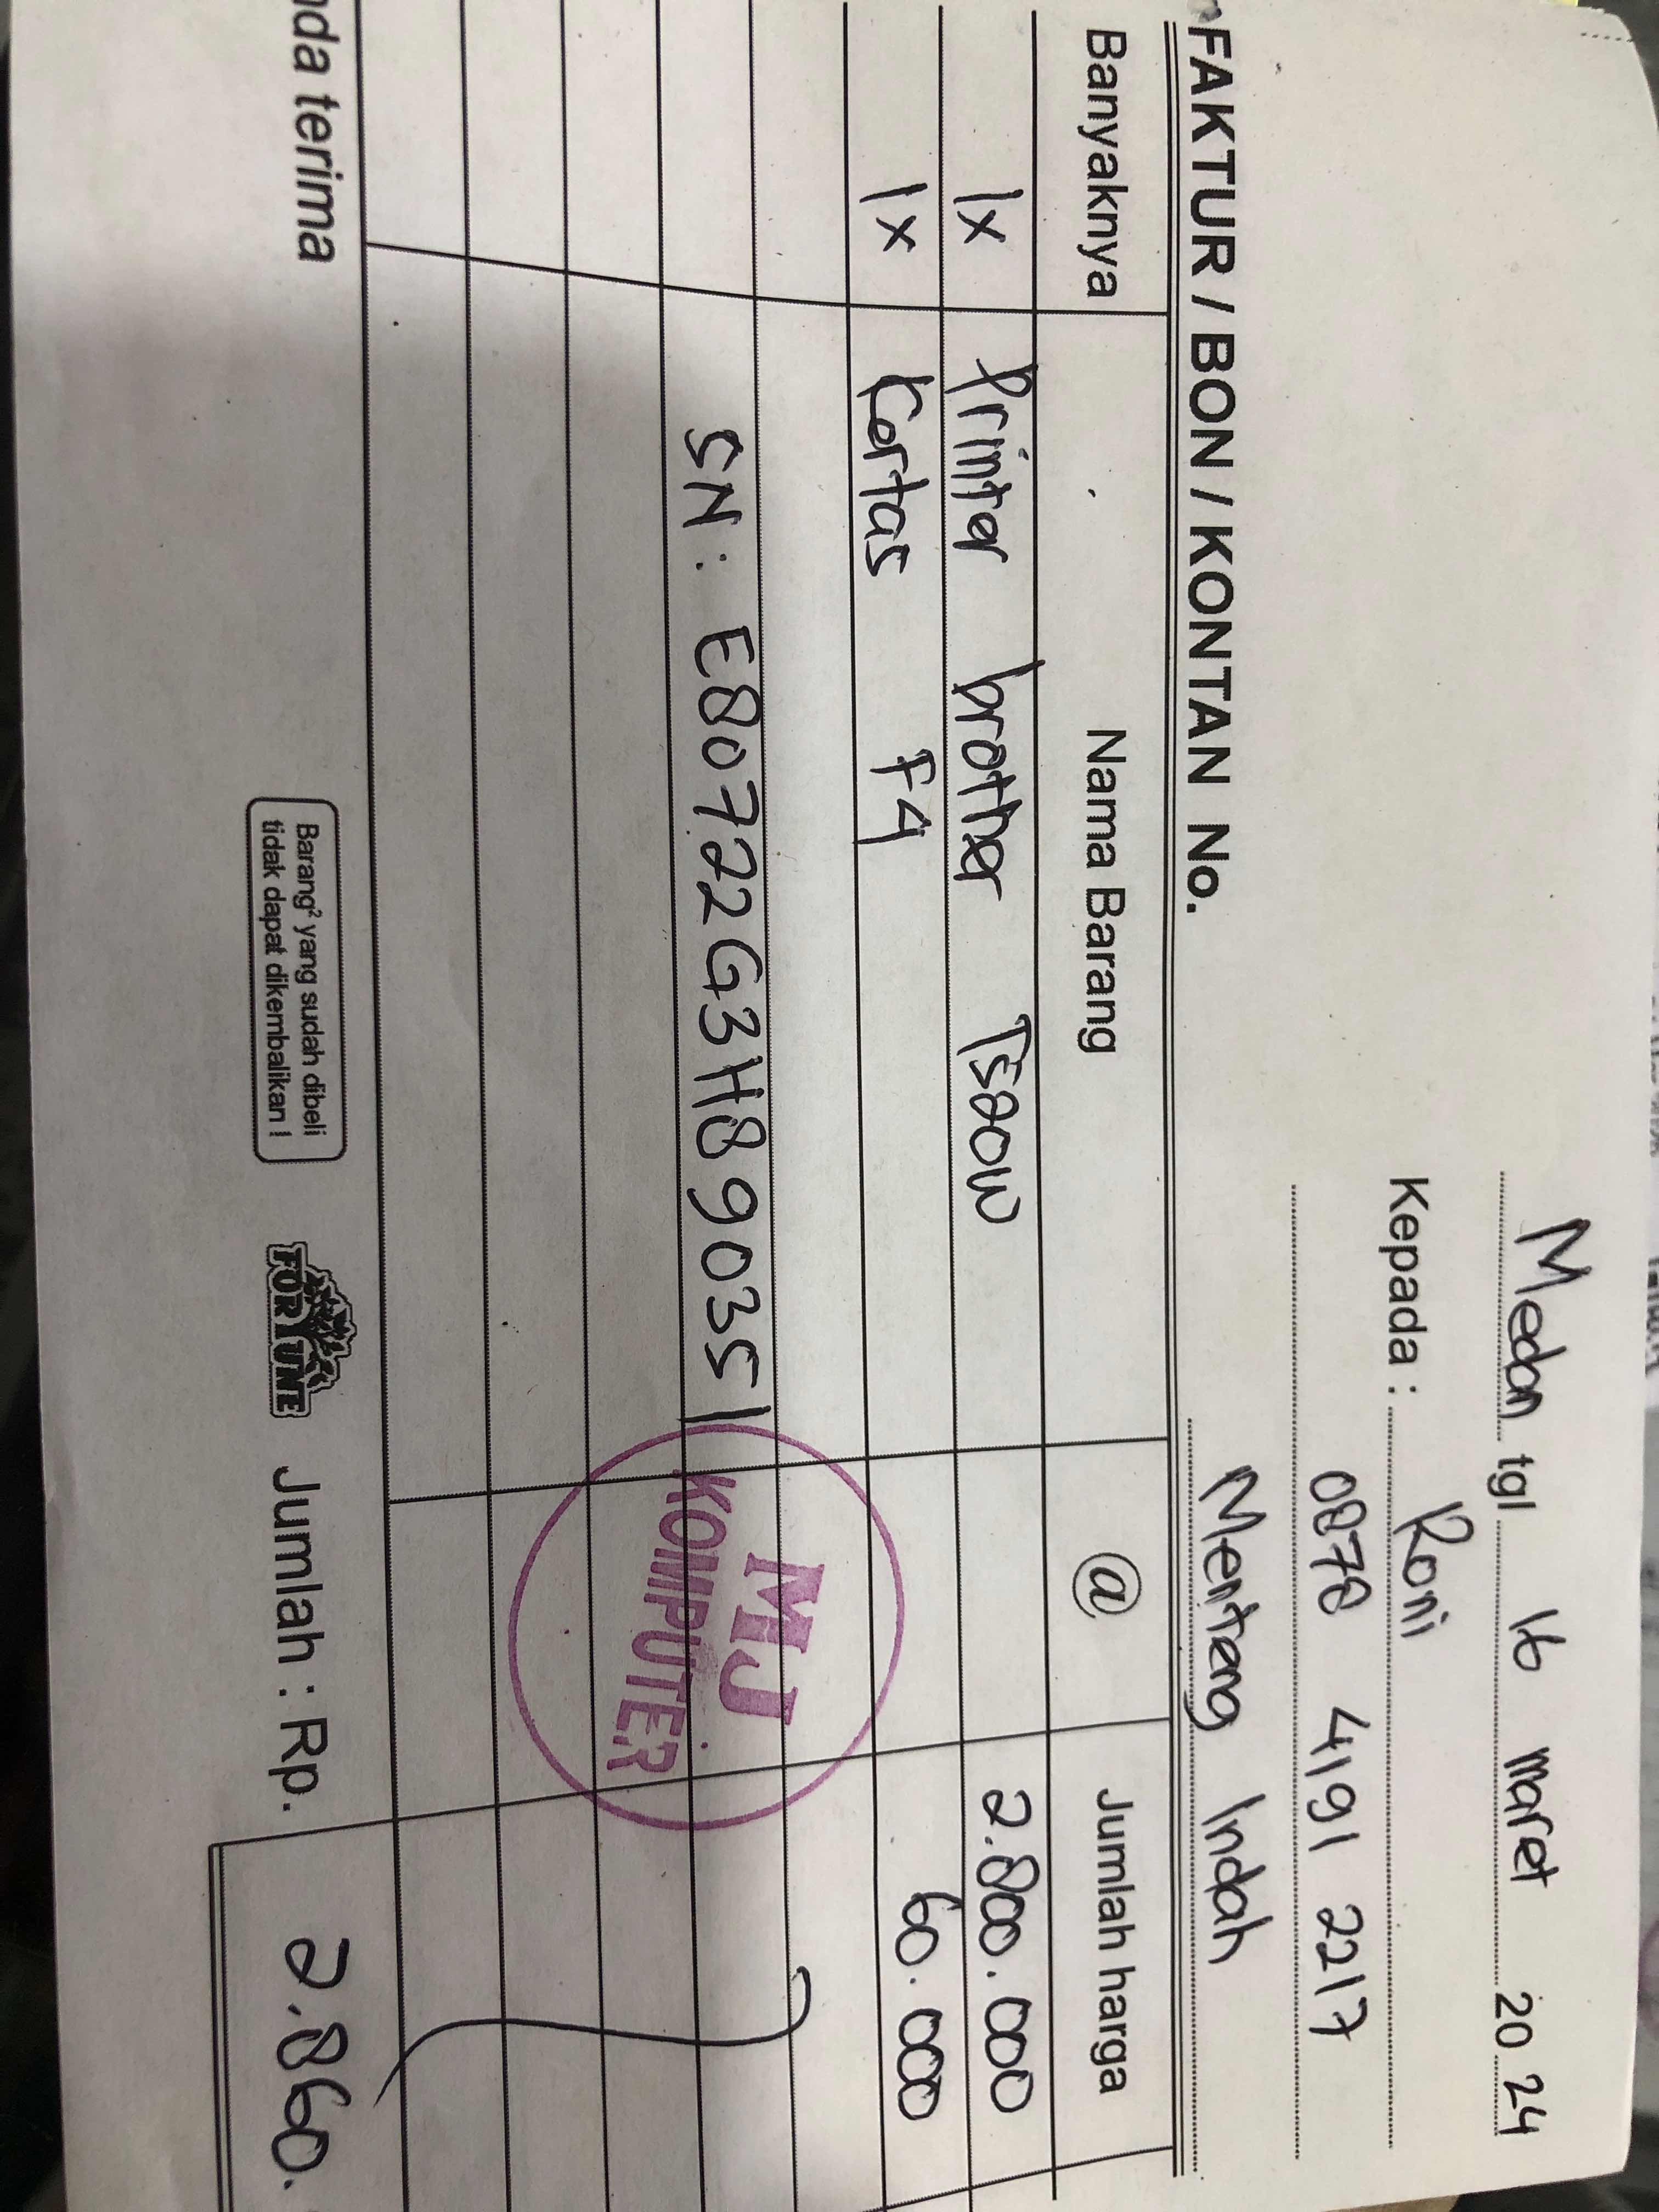 Medan tgl 16 maret 20 24
Kepada : Roni
0878 4191 2217
Menteng Indah
FAKTUR / BON / KONTAN No.
Banyaknya Nama Barang @ Jumlah harga
1x Printer brother T520W 2.800.000
1x Kertas F4 60.000
SN : E80722G3H890351
MJ
KOMPUTER
nda terima
Barang² yang sudah dibeli
tidak dapat dikembalikan !
FORTUNE
Jumlah : Rp. 2.860.